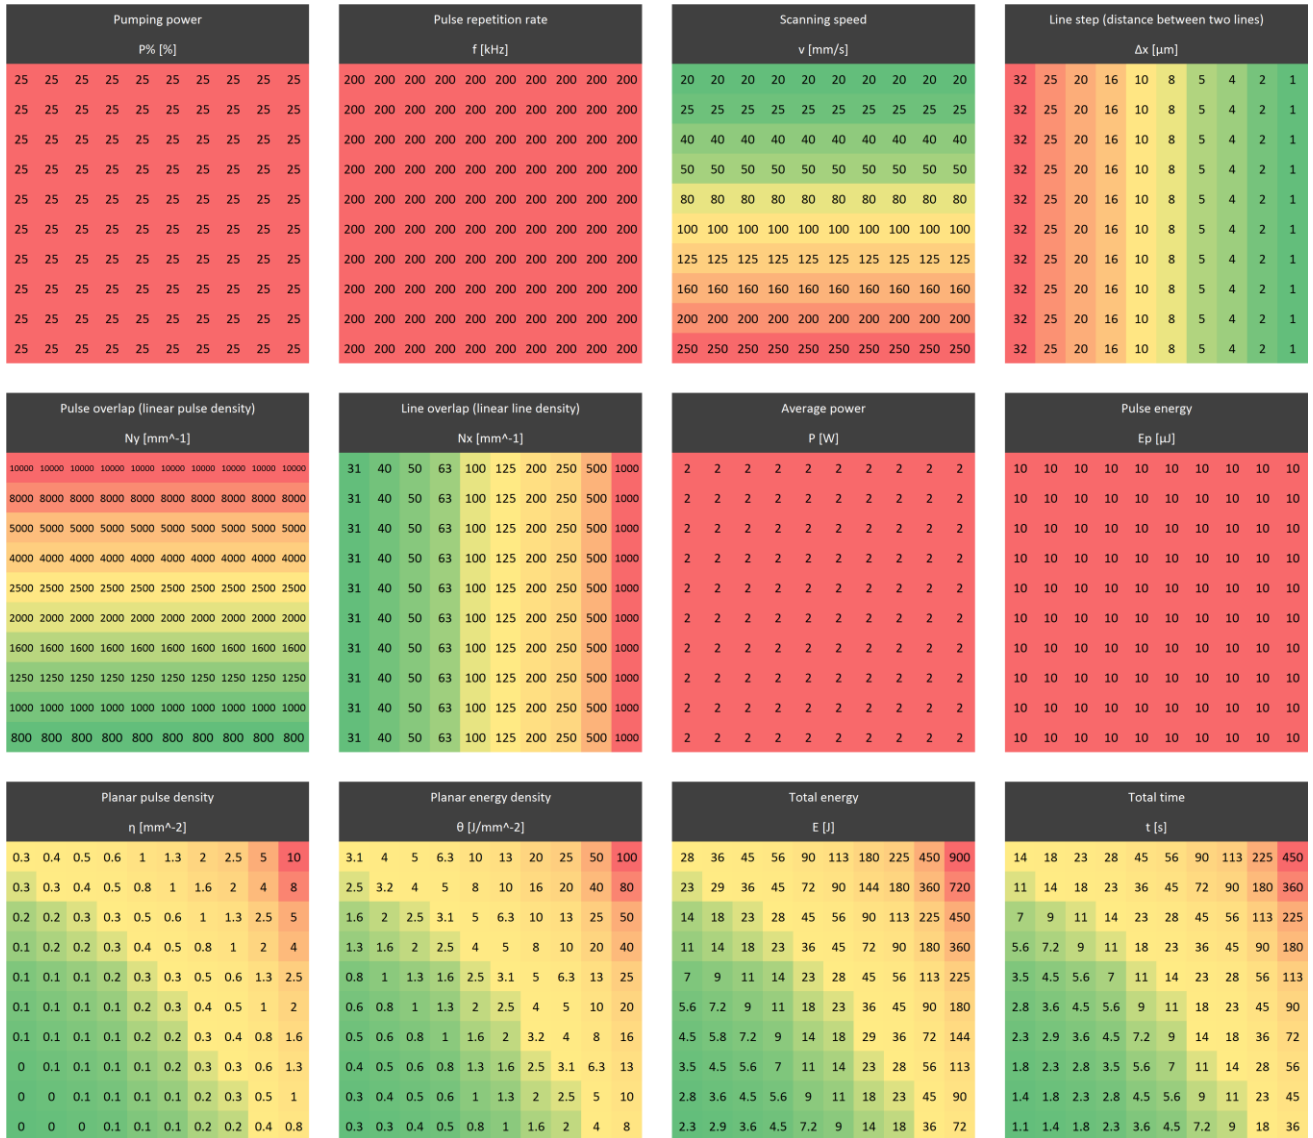 Pumping power
P% [%]
25 25 25 25 25 25 25 25 25 25
25 25 25 25 25 25 25 25 25 25
25 25 25 25 25 25 25 25 25 25
25 25 25 25 25 25 25 25 25 25
25 25 25 25 25 25 25 25 25 25
25 25 25 25 25 25 25 25 25 25
25 25 25 25 25 25 25 25 25 25
25 25 25 25 25 25 25 25 25 25
25 25 25 25 25 25 25 25 25 25
25 25 25 25 25 25 25 25 25 25
Pulse repetition rate
f [kHz]
200 200 200 200 200 200 200 200 200 200
200 200 200 200 200 200 200 200 200 200
200 200 200 200 200 200 200 200 200 200
200 200 200 200 200 200 200 200 200 200
200 200 200 200 200 200 200 200 200 200
200 200 200 200 200 200 200 200 200 200
200 200 200 200 200 200 200 200 200 200
200 200 200 200 200 200 200 200 200 200
200 200 200 200 200 200 200 200 200 200
200 200 200 200 200 200 200 200 200 200
Scanning speed
v [mm/s]
20 20 20 20 20 20 20 20 20 20
25 25 25 25 25 25 25 25 25 25
40 40 40 40 40 40 40 40 40 40
50 50 50 50 50 50 50 50 50 50
80 80 80 80 80 80 80 80 80 80
100 100 100 100 100 100 100 100 100 100
125 125 125 125 125 125 125 125 125 125
160 160 160 160 160 160 160 160 160 160
200 200 200 200 200 200 200 200 200 200
250 250 250 250 250 250 250 250 250 250
Line step (distance between two lines)
Δx [µm]
32 25 20 16 10 8 5 4 2 1
32 25 20 16 10 8 5 4 2 1
32 25 20 16 10 8 5 4 2 1
32 25 20 16 10 8 5 4 2 1
32 25 20 16 10 8 5 4 2 1
32 25 20 16 10 8 5 4 2 1
32 25 20 16 10 8 5 4 2 1
32 25 20 16 10 8 5 4 2 1
32 25 20 16 10 8 5 4 2 1
32 25 20 16 10 8 5 4 2 1
Pulse overlap (linear pulse density)
Ny [mm^-1]
10000 10000 10000 10000 10000 10000 10000 10000 10000 10000
8000 8000 8000 8000 8000 8000 8000 8000 8000 8000
5000 5000 5000 5000 5000 5000 5000 5000 5000 5000
4000 4000 4000 4000 4000 4000 4000 4000 4000 4000
2500 2500 2500 2500 2500 2500 2500 2500 2500 2500
2000 2000 2000 2000 2000 2000 2000 2000 2000 2000
1600 1600 1600 1600 1600 1600 1600 1600 1600 1600
1250 1250 1250 1250 1250 1250 1250 1250 1250 1250
1000 1000 1000 1000 1000 1000 1000 1000 1000 1000
800 800 800 800 800 800 800 800 800 800
Line overlap (linear line density)
Nx [mm^-1]
31 40 50 63 100 125 200 250 500 1000
31 40 50 63 100 125 200 250 500 1000
31 40 50 63 100 125 200 250 500 1000
31 40 50 63 100 125 200 250 500 1000
31 40 50 63 100 125 200 250 500 1000
31 40 50 63 100 125 200 250 500 1000
31 40 50 63 100 125 200 250 500 1000
31 40 50 63 100 125 200 250 500 1000
31 40 50 63 100 125 200 250 500 1000
31 40 50 63 100 125 200 250 500 1000
Average power
P [W]
2 2 2 2 2 2 2 2 2 2
2 2 2 2 2 2 2 2 2 2
2 2 2 2 2 2 2 2 2 2
2 2 2 2 2 2 2 2 2 2
2 2 2 2 2 2 2 2 2 2
2 2 2 2 2 2 2 2 2 2
2 2 2 2 2 2 2 2 2 2
2 2 2 2 2 2 2 2 2 2
2 2 2 2 2 2 2 2 2 2
2 2 2 2 2 2 2 2 2 2
Pulse energy
Ep [µJ]
10 10 10 10 10 10 10 10 10 10
10 10 10 10 10 10 10 10 10 10
10 10 10 10 10 10 10 10 10 10
10 10 10 10 10 10 10 10 10 10
10 10 10 10 10 10 10 10 10 10
10 10 10 10 10 10 10 10 10 10
10 10 10 10 10 10 10 10 10 10
10 10 10 10 10 10 10 10 10 10
10 10 10 10 10 10 10 10 10 10
10 10 10 10 10 10 10 10 10 10
Planar pulse density
η [mm^-2]
0.3 0.4 0.5 0.6 1 1.3 2 2.5 5 10
0.3 0.3 0.4 0.5 0.8 1 1.6 2 4 8
0.2 0.2 0.3 0.3 0.5 0.6 1 1.3 2.5 5
0.1 0.2 0.2 0.3 0.4 0.5 0.8 1 2 4
0.1 0.1 0.1 0.2 0.3 0.3 0.5 0.6 1.3 2.5
0.1 0.1 0.1 0.1 0.2 0.3 0.4 0.5 1 2
0.1 0.1 0.1 0.1 0.2 0.2 0.3 0.4 0.8 1.6
0 0.1 0.1 0.1 0.1 0.2 0.3 0.3 0.6 1.3
0 0 0.1 0.1 0.1 0.1 0.2 0.3 0.5 1
0 0 0 0.1 0.1 0.1 0.2 0.2 0.4 0.8
Planar energy density
θ [J/mm^-2]
3.1 4 5 6.3 10 13 20 25 50 100
2.5 3.2 4 5 8 10 16 20 40 80
1.6 2 2.5 3.1 5 6.3 10 13 25 50
1.3 1.6 2 2.5 4 5 8 10 20 40
0.8 1 1.3 1.6 2.5 3.1 5 6.3 13 25
0.6 0.8 1 1.3 2 2.5 4 5 10 20
0.5 0.6 0.8 1 1.6 2 3.2 4 8 16
0.4 0.5 0.6 0.8 1.3 1.6 2.5 3.1 6.3 13
0.3 0.4 0.5 0.6 1 1.3 2 2.5 5 10
0.3 0.3 0.4 0.5 0.8 1 1.6 2 4 8
Total energy
E [J]
28 36 45 56 90 113 180 225 450 900
23 29 36 45 72 90 144 180 360 720
14 18 23 28 45 56 90 113 225 450
11 14 18 23 36 45 72 90 180 360
7 9 11 14 23 28 45 56 113 225
5.6 7.2 9 11 18 23 36 45 90 180
4.5 5.8 7.2 9 14 18 29 36 72 144
3.5 4.5 5.6 7 11 14 23 28 56 113
2.8 3.6 4.5 5.6 9 11 18 23 45 90
2.3 2.9 3.6 4.5 7.2 9 14 18 36 72
Total time
t [s]
14 18 23 28 45 56 90 113 225 450
11 14 18 23 36 45 72 90 180 360
7 9 11 14 23 28 45 56 113 225
5.6 7.2 9 11 18 23 36 45 90 180
3.5 4.5 5.6 7 11 14 23 28 56 113
2.8 3.6 4.5 5.6 9 11 18 23 45 90
2.3 2.9 3.6 4.5 7.2 9 14 18 36 72
1.8 2.3 2.8 3.5 5.6 7 11 14 28 56
1.4 1.8 2.3 2.8 4.5 5.6 9 11 23 45
1.1 1.4 1.8 2.3 3.6 4.5 7.2 9 18 36